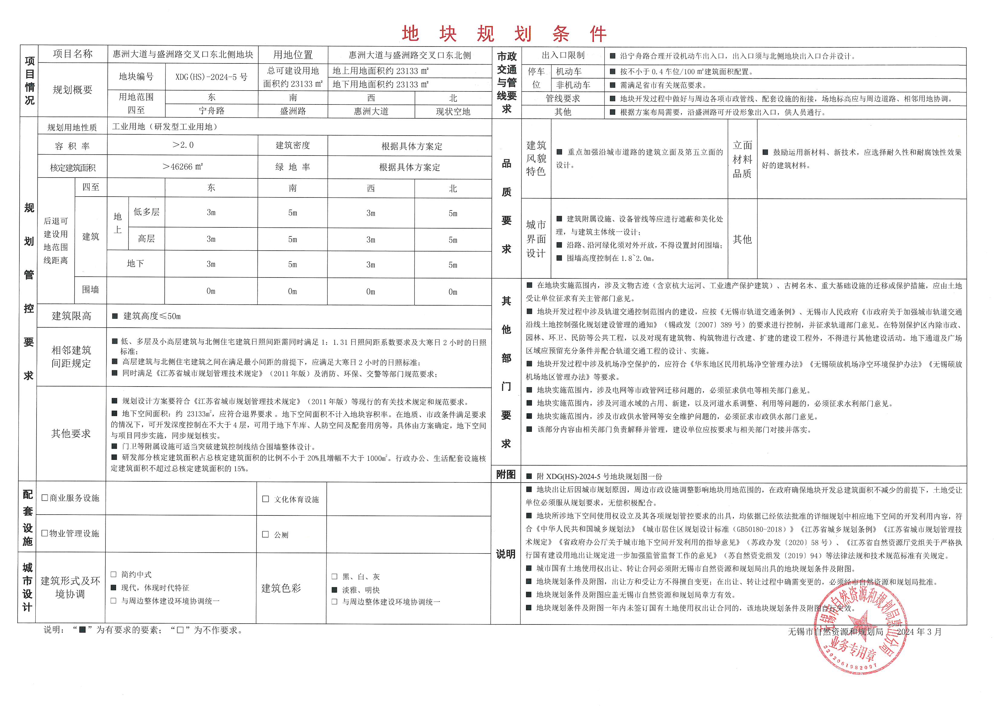 地块规划条件
项目情况
项目名称
惠洲大道与盛洲路交叉口东北侧地块
用地位置
惠洲大道与盛洲路交叉口东北侧
规划概要
地块编号
XDG(HS)-2024-5 号
总可建设用地
面积约 23133 ㎡
地上用地面积约 23133 ㎡
地下用地面积约 23133 ㎡
用地范围
四至
东
南
西
北
宁舟路
盛洲路
惠洲大道
现状空地
规划管控要求
规划用地性质
工业用地（研发型工业用地）
容 积 率
＞2.0
建筑密度
根据具体方案定
核定建筑面积
＞46266 ㎡
绿 地 率
根据具体方案定
后退可
建设用
地范围
线距离
四至
东
南
西
北
建筑
地上
低多层
3m
5m
3m
5m
高层
3m
5m
3m
5m
地下
3m
5m
3m
5m
围墙
0m
0m
0m
0m
建筑限高
■ 建筑高度≤50m
相邻建筑
间距规定
■ 低、多层及小高层建筑与北侧住宅建筑日照间距需同时满足 1：1.31 日照间距系数要求及大寒日 2 小时的日照
标准；
■ 高层建筑与北侧住宅建筑之间在满足最小间距的前提下，应满足大寒日 2 小时的日照标准；
■ 同时满足《江苏省城市规划管理技术规定》（2011 年版）及消防、环保、交警等部门规范要求；
其他要求
■ 规划设计方案要符合《江苏省城市规划管理技术规定》（2011 年版）等现行的有关技术规定和规范要求。
■ 地下空间面积：约 23133㎡，应符合退界要求 。地下空间面积不计入地块容积率。在地质、市政条件满足要求
的情况下，可开发深度控制在不大于 4 层，可用于地下车库、人防空间及配套用房等，具体由方案确定，地下空间
与项目同步实施，同步规划核实。
■ 门卫等附属设施可适当突破建筑控制线结合围墙整体设计。
■ 研发部分核定建筑面积占总核定建筑面积的比例不小于 20%且增幅不大于 1000㎡。行政办公、生活配套设施核
定建筑面积不超过总核定建筑面积的 15%。
配套设施
□商业服务设施
□ 文化体育设施
□物业管理设施
□ 公厕
城市设计
建筑形式及环
境协调
□ 简约中式
■ 现代，体现时代特征
□ 与周边整体建设环境协调统一
建筑色彩
□ 黑、白、灰
■ 淡雅、明快
□ 与周边整体建设环境协调统一
市政
交通
与管
线要
求
出入口限制
■ 沿宁舟路合理开设机动车出入口，出入口须与北侧地块出入口合并设计。
停车
位
机动车
■ 按不小于 0.4 车位/100 ㎡建筑面积配置。
非机动车
■ 需满足省市有关规范要求。
管线要求
■ 地块开发过程中做好与周边各项市政管线、配套设施的衔接，场地标高应与周边道路、相邻用地协调。
其他
■ 根据方案布局需要，沿盛洲路可开设形象出入口，供人员通行。
品质要求
建筑
风貌
特色
■ 重点加强沿城市道路的建筑立面及第五立面的
设计。
立面
材料
品质
■ 鼓励运用新材料、新技术，应选择耐久性和耐腐蚀性效果
好的建筑材料。
城市
界面
设计
■ 建筑附属设施、设备管线等应进行遮蔽和美化处
理，与建筑主体统一设计；
■ 沿路、沿河绿化须对外开放，不得设置封闭围墙；
■ 围墙高度控制在 1.8~2.0m。
其他
其他部门要求
■ 在地块实施范围内，涉及文物古迹（含京杭大运河、工业遗产保护建筑）、古树名木、重大基础设施的迁移或保护措施，应由土地
受让单位征求有关主管部门意见。
■ 地块开发过程中涉及轨道交通控制范围内的建设，应按《无锡市轨道交通条例》、无锡市人民政府《市政府关于加强城市轨道交通
沿线土地控制强化规划建设管理的通知》（锡政发〔2007〕389 号）的要求进行控制，并征求轨道部门意见。在特别保护区内除市政、
园林、环卫、民防等公共工程，以及对现有建筑物、构筑物进行改建、扩建的建设工程外，不得进行其他建设活动。地下通道及广场
区域应预留充分条件并配合轨道交通工程的设计、实施。
■ 地块开发过程中涉及机场净空保护的，应符合《华东地区民用机场净空管理办法》《无锡硕放机场净空环境保护办法》《无锡硕放
机场地区管理办法》等要求。
■ 地块实施范围内，涉及电网等市政管网迁移问题的，必须征求供电等相关部门意见。
■ 地块实施范围内，涉及河道水域的占用、新建，以及河道水系调整、利用等问题的，必须征求水利部门意见。
■ 地块实施范围内，涉及市政供水管网等安全维护问题的，必须征求市政供水部门意见。
■ 该部分内容由相关部门负责解释并管理，建设单位应按要求与相关部门对接并落实。
附图
■ 附 XDG(HS)-2024-5 号地块规划图一份
说明
■ 地块出让后因城市规划原因，周边市政设施调整影响地块用地范围的，在政府确保地块开发总建筑面积不减少的前提下，土地受让
单位必须服从规划要求，无偿积极配合。
■ 地块所涉地下空间使用权设立及其各项规划管控要求的出具，均依据已经依法批准的详细规划中相应地下空间的开发利用内容，符
合《中华人民共和国城乡规划法》《城市居住区规划设计标准（GB50180-2018）》《江苏省城乡规划条例》《江苏省城市规划管理技
术规定》《省政府办公厅关于城市地下空间开发利用的指导意见》（苏政办发〔2020〕58 号）、《江苏省自然资源厅党组关于严格执
行国有建设用地出让规定进一步加强监管监督工作的意见》（苏自然资党组发〔2019〕94）等法律法规和技术规范标准有关规定。
■ 城市国有土地使用权出让、转让合同必须附无锡市自然资源和规划局出具的地块规划条件及附图。
■ 地块规划条件及附图，出让方和受让方不得擅自变更；在出让、转让过程中确需变更的，必须经市自然资源和规划局批准。
■ 地块规划条件及附图应盖无锡市自然资源和规划局章方有效。
■ 地块规划条件及附图一年内未签订国有土地使用权出让合同的，该地块规划条件及附图自行失效。
说明：“■”为有要求的要素；“□”为不作要求。
无锡市自然资源和规划局 2024 年 3 月
无锡市自然资源和规划局惠山分局
业务专用章
3202061982097